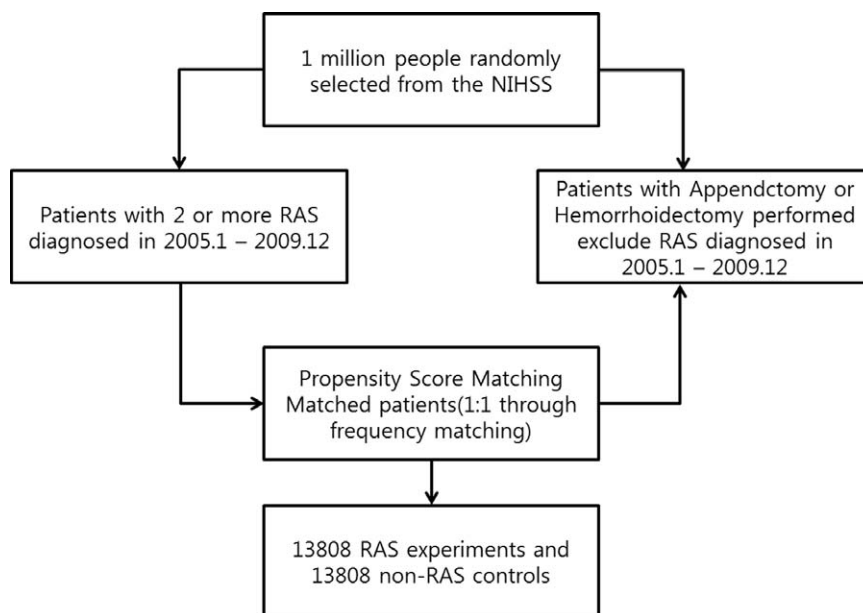 1 million people randomly
selected from the NIHSS
Patients with 2 or more RAS
diagnosed in 2005.1 – 2009.12
Patients with Appendctomy or
Hemorrhoidectomy performed
exclude RAS diagnosed in
2005.1 – 2009.12
Propensity Score Matching
Matched patients(1:1 through
frequency matching)
13808 RAS experiments and
13808 non-RAS controls